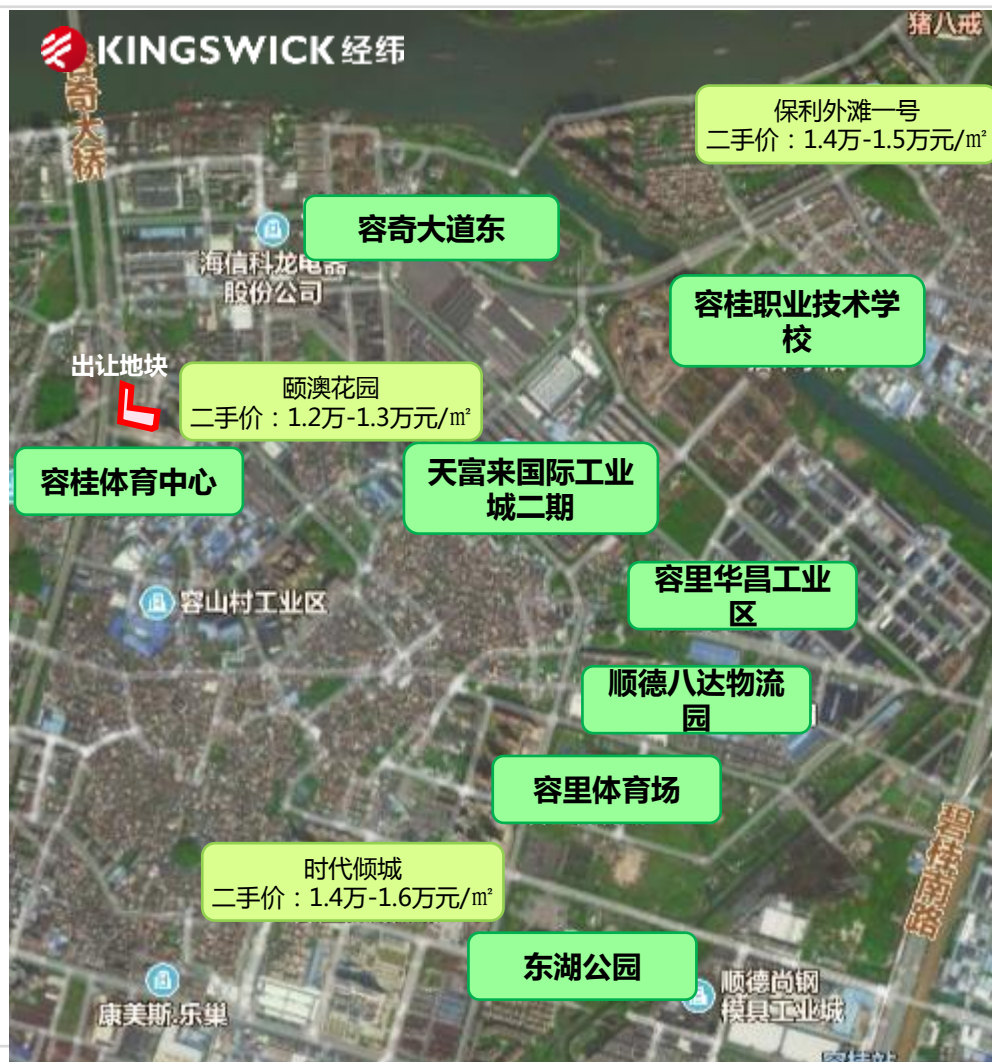 猪八戒
KINGSWICK 经纬
容奇大桥
保利外滩一号
二手价：1.4万-1.5万元/㎡
容奇大道东
海信科龙电器
股份公司
容桂职业技术学
校
出让地块
颐澳花园
二手价：1.2万-1.3万元/㎡
容桂体育中心
天富来国际工业
城二期
容里华昌工业
区
容山村工业区
顺德八达物流
园
容里体育场
碧桂南路
时代倾城
二手价：1.4万-1.6万元/㎡
东湖公园
顺德尚钢
模具工业城
康美斯.乐巢
容桂站